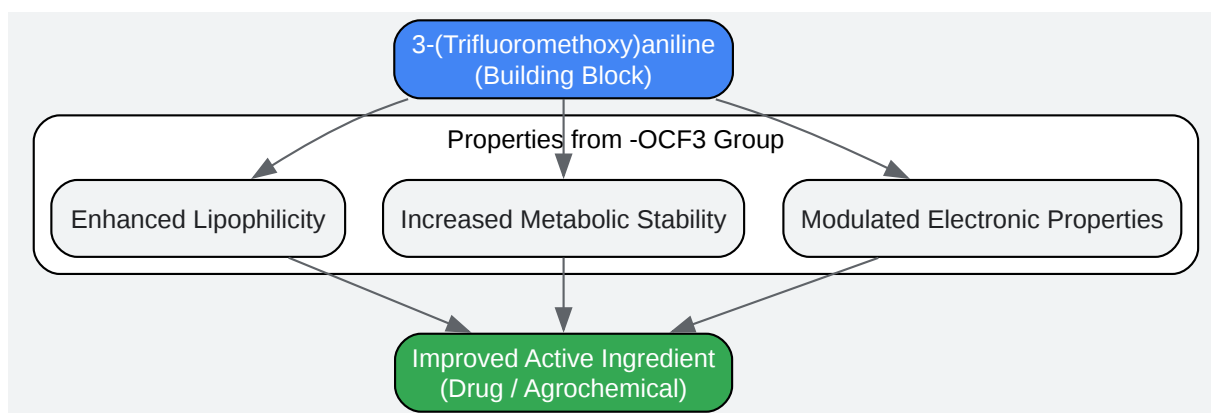 3-(Trifluoromethoxy)aniline
(Building Block)
Properties from -OCF3 Group
Enhanced Lipophilicity
Increased Metabolic Stability
Modulated Electronic Properties
Improved Active Ingredient
(Drug / Agrochemical)